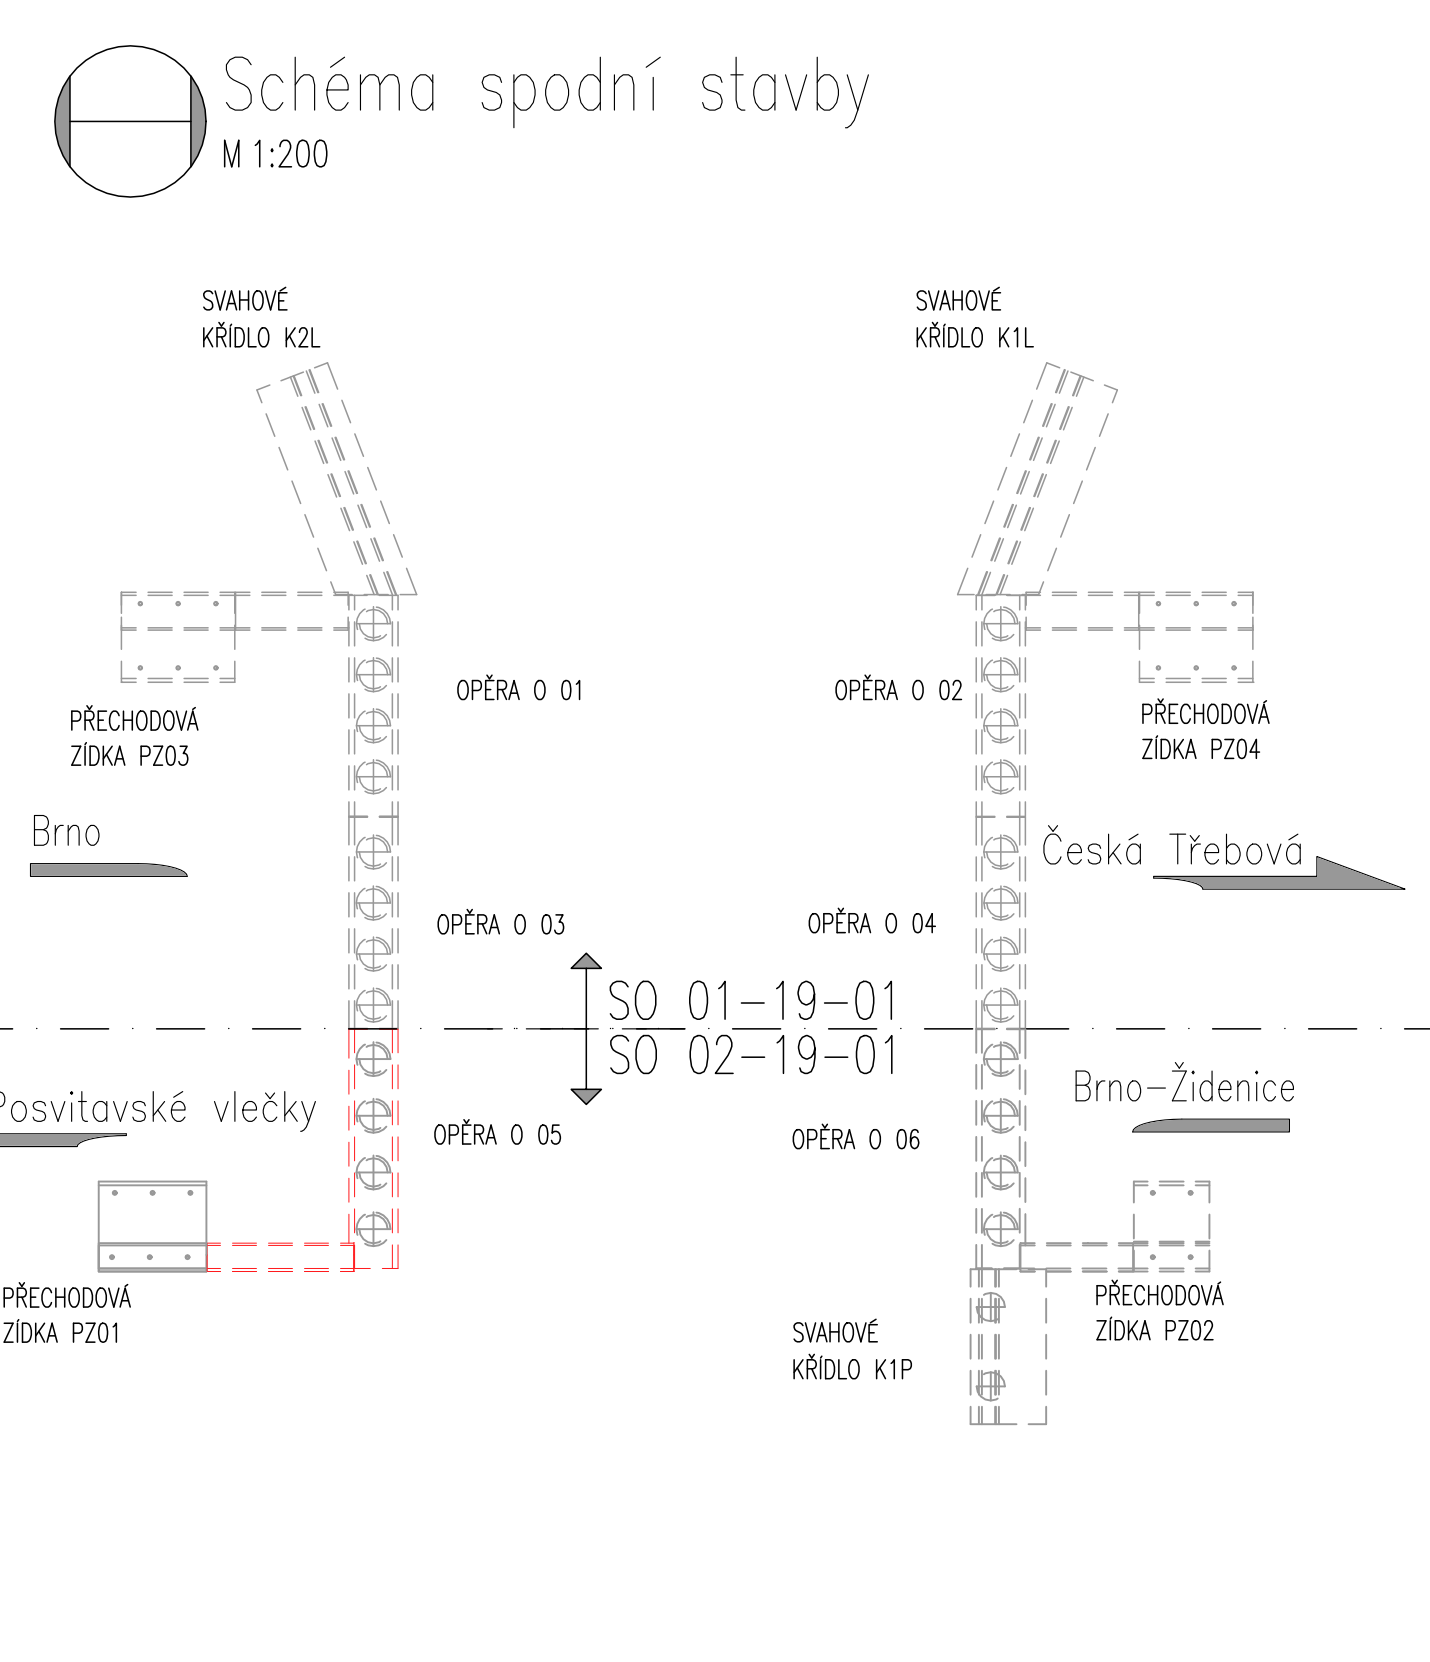 Schéma spodní stavby
M 1:200
SVAHOVÉ
KŘÍDLO K2L
SVAHOVÉ
KŘÍDLO K1L
OPĚRA O 01
OPĚRA O 02
PŘECHODOVÁ
ZÍDKA PZ03
PŘECHODOVÁ
ZÍDKA PZ04
Brno
Česká Třebová
OPĚRA O 03
OPĚRA O 04
SO 01-19-01
SO 02-19-01
Posvitavské vlečky
Brno-Židenice
OPĚRA O 05
OPĚRA O 06
PŘECHODOVÁ
ZÍDKA PZ01
PŘECHODOVÁ
ZÍDKA PZ02
SVAHOVÉ
KŘÍDLO K1P